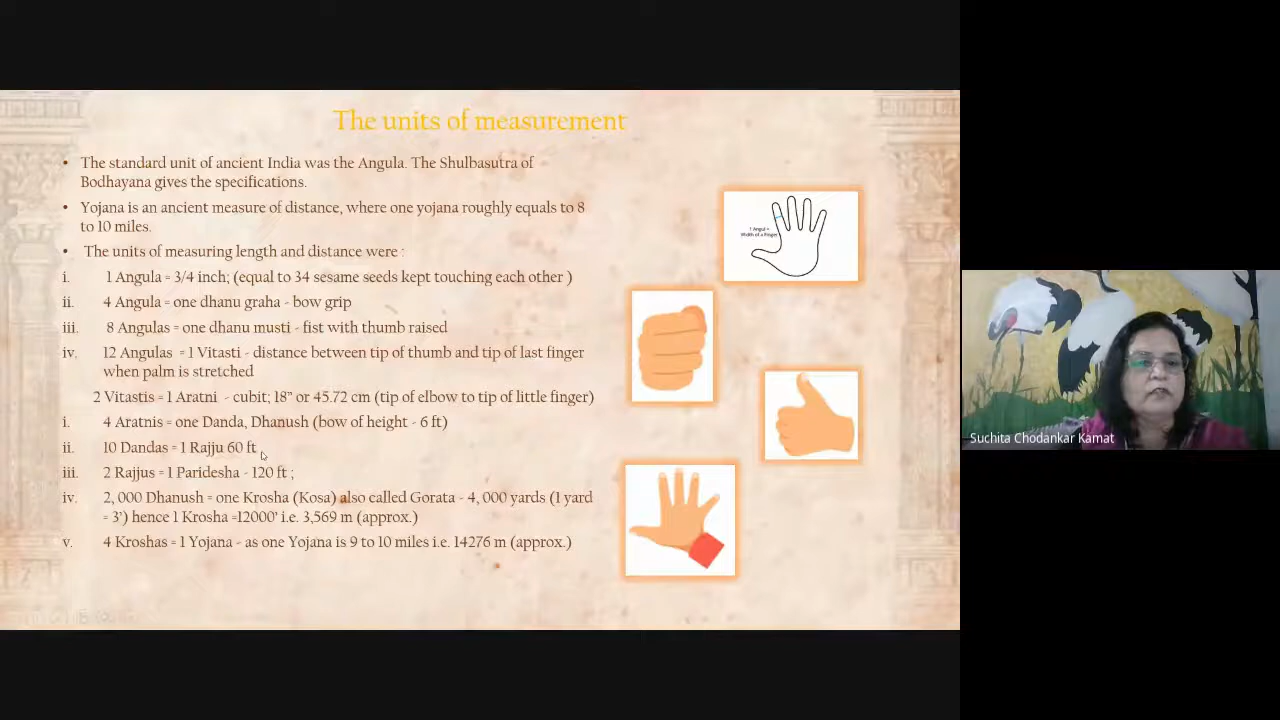 The units of measurement
• The standard unit of ancient India was the Angula. The Shulbasutra of
Bodhayana gives the specifications.
• Yojana is an ancient measure of distance, where one yojana roughly equals to 8
to 10 miles.
• The units of measuring length and distance were :
i. 1 Angula = 3/4 inch; (equal to 34 sesame seeds kept touching each other )
ii. 4 Angula = one dhanu graha - bow grip
iii. 8 Angulas = one dhanu musti - fist with thumb raised
iv. 12 Angulas = 1 Vitasti - distance between tip of thumb and tip of last finger
when palm is stretched
2 Vitastis = 1 Aratni - cubit; 18" or 45.72 cm (tip of elbow to tip of little finger)
i. 4 Aratnis = one Danda, Dhanush (bow of height - 6 ft)
ii. 10 Dandas = 1 Rajju 60 ft
iii. 2 Rajjus = 1 Paridesha - 120 ft ;
iv. 2, 000 Dhanush = one Krosha (Kosa) also called Gorata - 4, 000 yards (1 yard
= 3') hence 1 Krosha =12000' i.e. 3,569 m (approx.)
v. 4 Kroshas = 1 Yojana - as one Yojana is 9 to 10 miles i.e. 14276 m (approx.)
1 Angul =
Width of a Finger
Suchita Chodankar Kamat